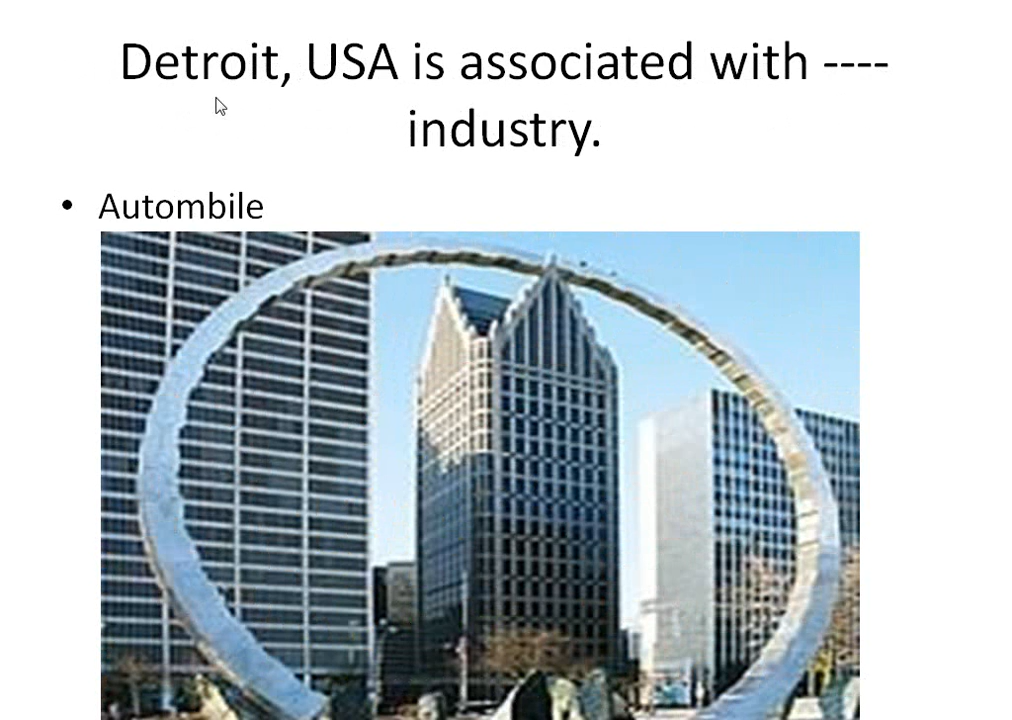 Detroit, USA is associated with ----
industry.
• Autombile